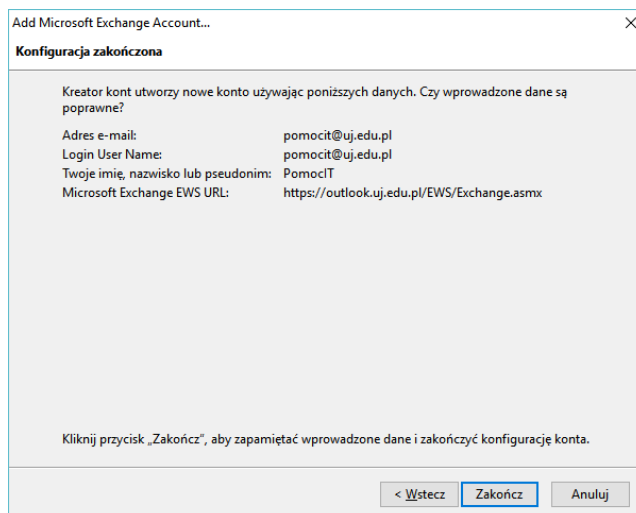 Add Microsoft Exchange Account...
Konfiguracja zakończona
Kreator kont utworzy nowe konto używając poniższych danych. Czy wprowadzone dane są
poprawne?
Adres e-mail: pomocit@uj.edu.pl
Login User Name: pomocit@uj.edu.pl
Twoje imię, nazwisko lub pseudonim: PomocIT
Microsoft Exchange EWS URL: https://outlook.uj.edu.pl/EWS/Exchange.asmx
Kliknij przycisk „Zakończ”, aby zapamiętać wprowadzone dane i zakończyć konfigurację konta.
< Wstecz Zakończ Anuluj